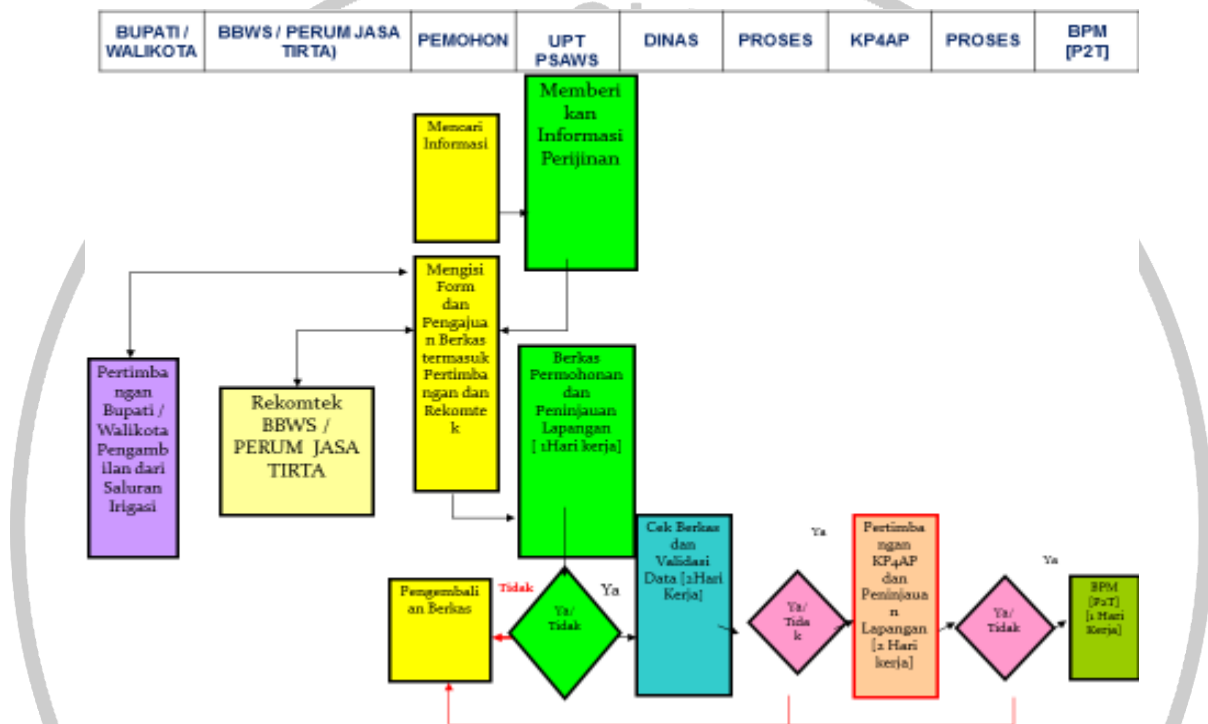 BUPATI /
WALIKOTA
BBWS / PERUM JASA
TIRTA)
PEMOHON
UPT
PSAWS
DINAS
PROSES
KP4AP
PROSES
BPM
[P2T]
Memberi
kan
Informasi
Perijinan
Mencari
Informasi
Mengisi
Form
dan
Pengajua
n Berkas
termasuk
Pertimba
ngan dan
Rekomte
k
Pertimba
ngan
Bupati /
Walikota
Pengamb
ilan dari
Saluran
Irigasi
Rekomtek
BBWS /
PERUM JASA
TIRTA
Berkas
Permohonan
dan
Peninjauan
Lapangan
[ 1Hari kerja]
Cek Berkas
dan
Validasi
Data [2Hari
Kerja]
Ya
Pertimba
ngan
KP4AP
dan
Peninjaua
n
Lapangan
[2 Hari
kerja]
Ya
Pengembali
an Berkas
Tidak
Ya/
Tidak
Ya
Ya/
Tida
k
Ya/
Tidak
BPM
[P2T]
[1 Hari
Kerja]